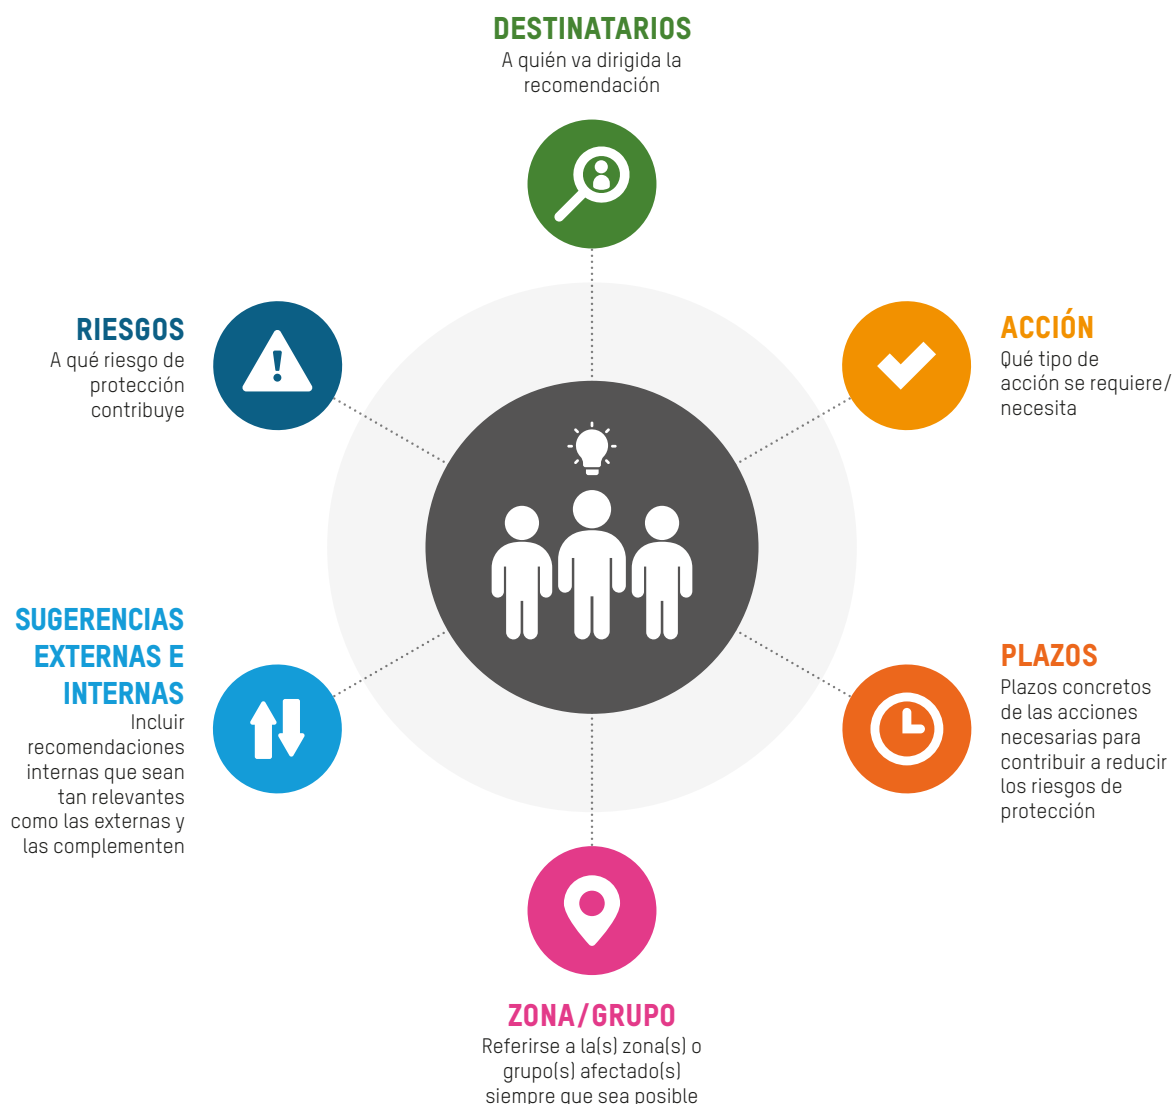 DESTINATARIOS
A quién va dirigida la
recomendación
RIESGOS
A qué riesgo de
protección
contribuye
ACCIÓN
Qué tipo de
acción se requiere/
necesita
SUGERENCIAS
EXTERNAS E
INTERNAS
Incluir
recomendaciones
internas que sean
tan relevantes
como las externas y
las complementen
PLAZOS
Plazos concretos
de las acciones
necesarias para
contribuir a reducir
los riesgos de
protección
ZONA/GRUPO
Referirse a la(s) zona(s) o
grupo(s) afectado(s)
siempre que sea posible